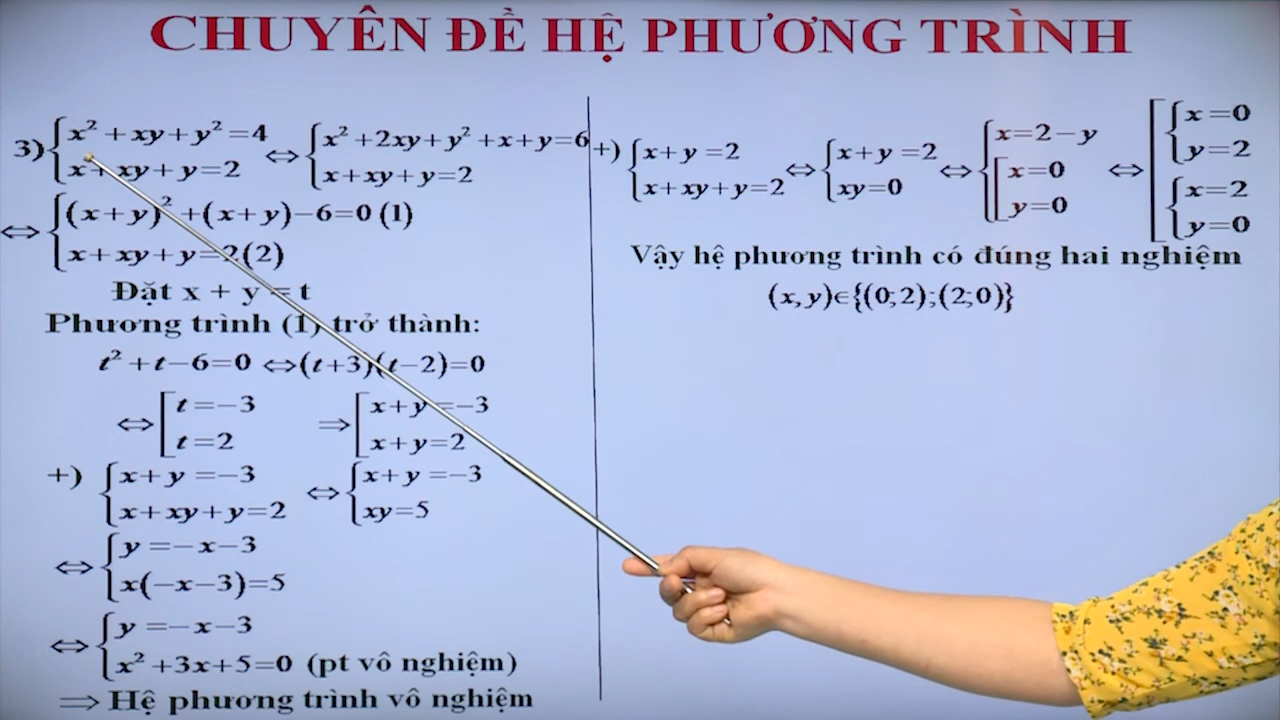 CHUYÊN ĐỀ HỆ PHƯƠNG TRÌNH
3) { x² + xy + y² = 4 ; x + xy + y = 2 ⇔ { x² + 2xy + y² + x + y = 6 ; x + xy + y = 2
⇔ { (x + y)² + (x + y) − 6 = 0 (1) ; x + xy + y = 2 (2)
Đặt x + y = t
Phương trình (1) trở thành:
t² + t − 6 = 0 ⇔ (t + 3)(t − 2) = 0
⇔ [ t = −3 ; t = 2 ⇒ [ x + y = −3 ; x + y = 2
+) { x + y = −3 ; x + xy + y = 2 ⇔ { x + y = −3 ; xy = 5
⇔ { y = −x − 3 ; x(−x − 3) = 5
⇔ { y = −x − 3 ; x² + 3x + 5 = 0 (pt vô nghiệm)
⇒ Hệ phương trình vô nghiệm
+) { x + y = 2 ; x + xy + y = 2 ⇔ { x + y = 2 ; xy = 0 ⇔ { x = 2 − y ; [ x = 0 ; y = 0 ⇔ [ { x = 0 ; y = 2 ; { x = 2 ; y = 0
Vậy hệ phương trình có đúng hai nghiệm
(x, y) ∈ {(0;2);(2;0)}